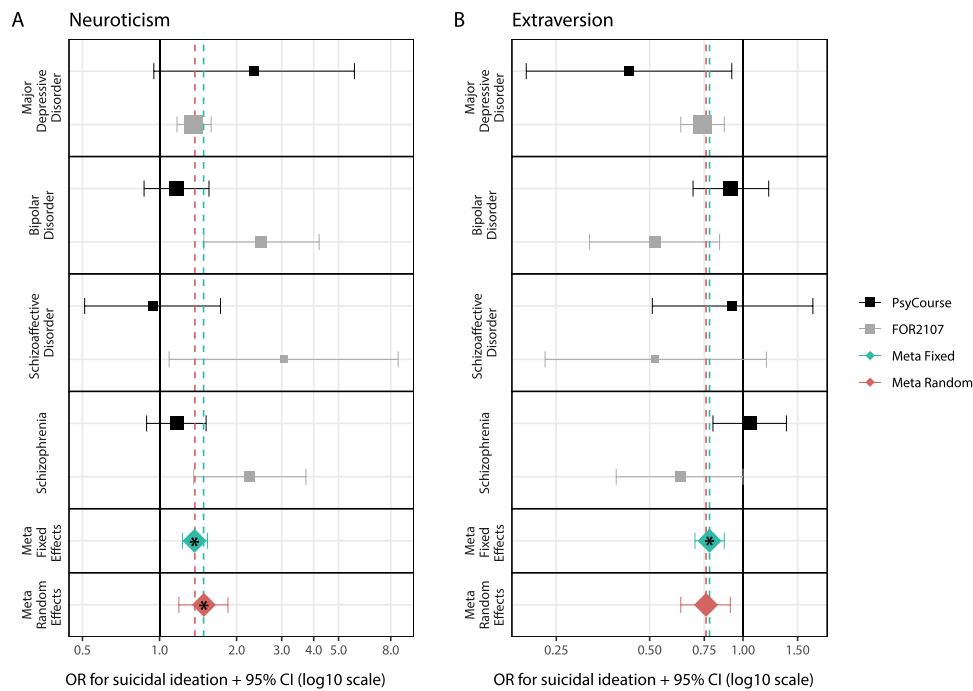 A Neuroticism
B Extraversion
Major
Depressive
Disorder
Bipolar
Disorder
Schizoaffective
Disorder
Schizophrenia
Meta
Fixed
Effects
Meta
Random
Effects
0.5 1.0 2.0 3.0 4.0 5.0 8.0
OR for suicidal ideation + 95% CI (log10 scale)
Major
Depressive
Disorder
Bipolar
Disorder
Schizoaffective
Disorder
Schizophrenia
Meta
Fixed
Effects
Meta
Random
Effects
0.25 0.50 0.75 1.00 1.50
OR for suicidal ideation + 95% CI (log10 scale)
PsyCourse
FOR2107
Meta Fixed
Meta Random
*
*
*